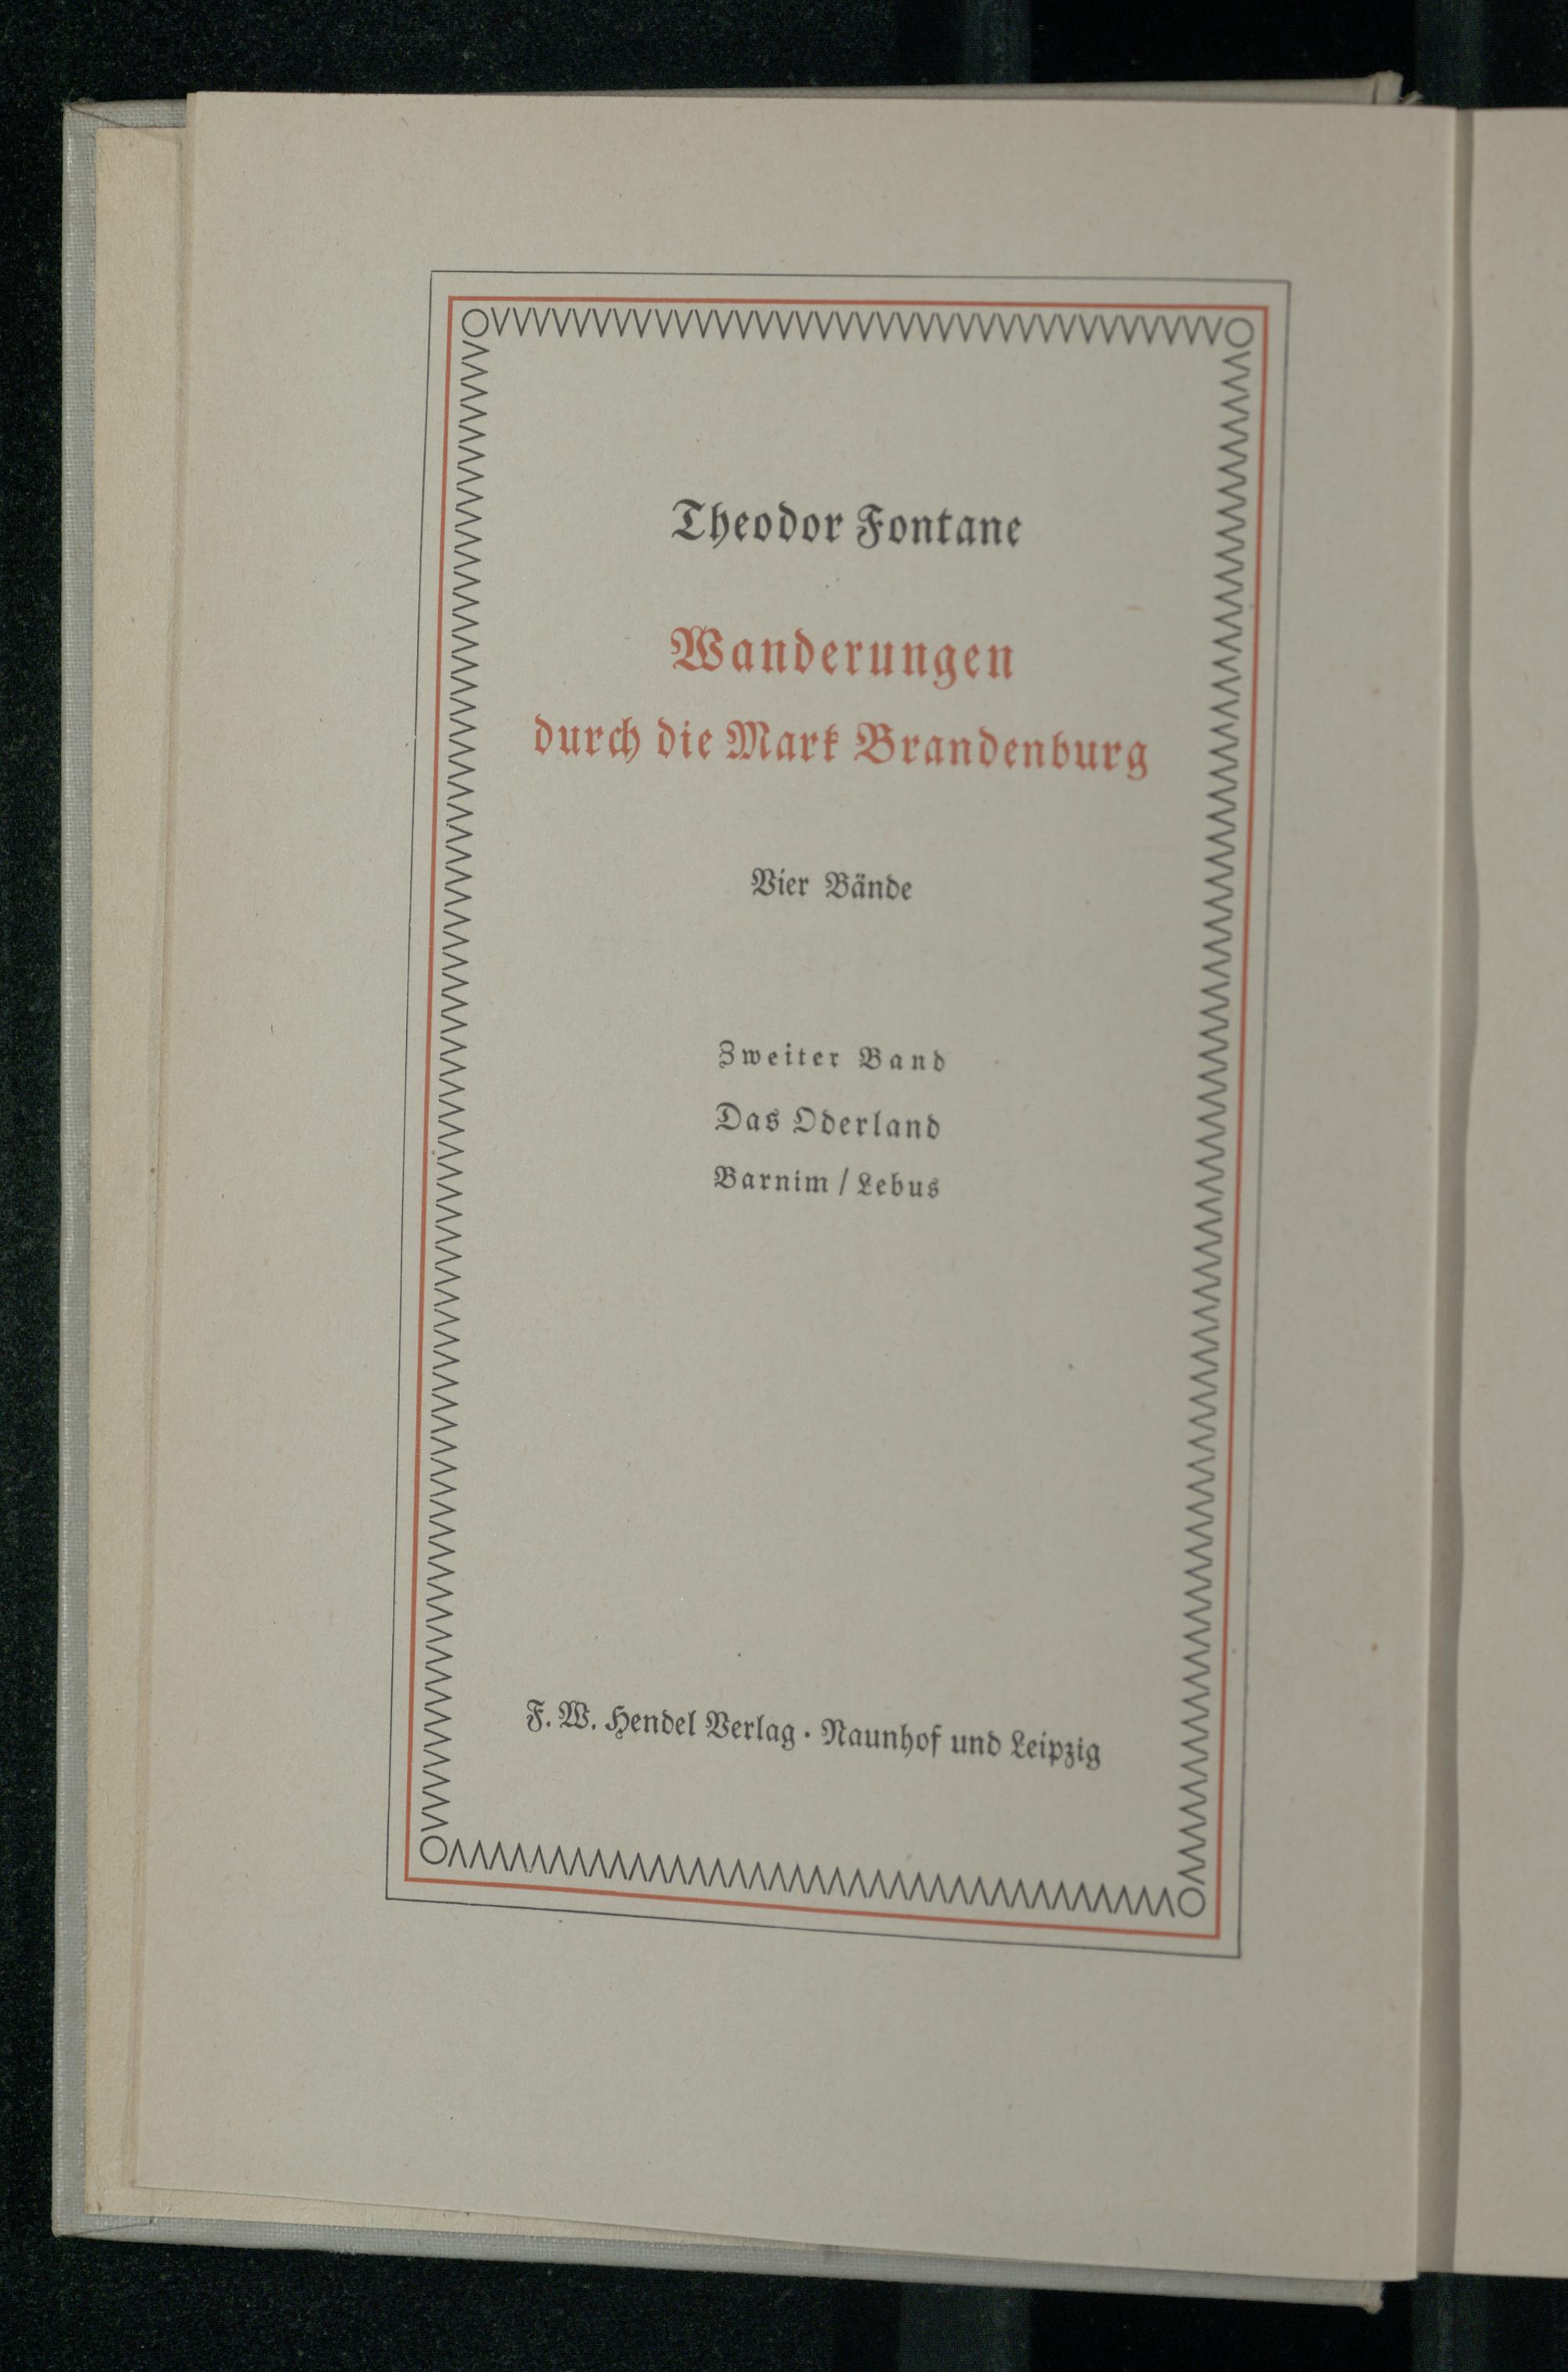 Theodor Fontane
Wanderungen
durch die Mark Brandenburg
Vier Bände
Zweiter Band
Das Oderland
Barnim / Lebus
F. W. Hendel Verlag · Naunhof und Leipzig